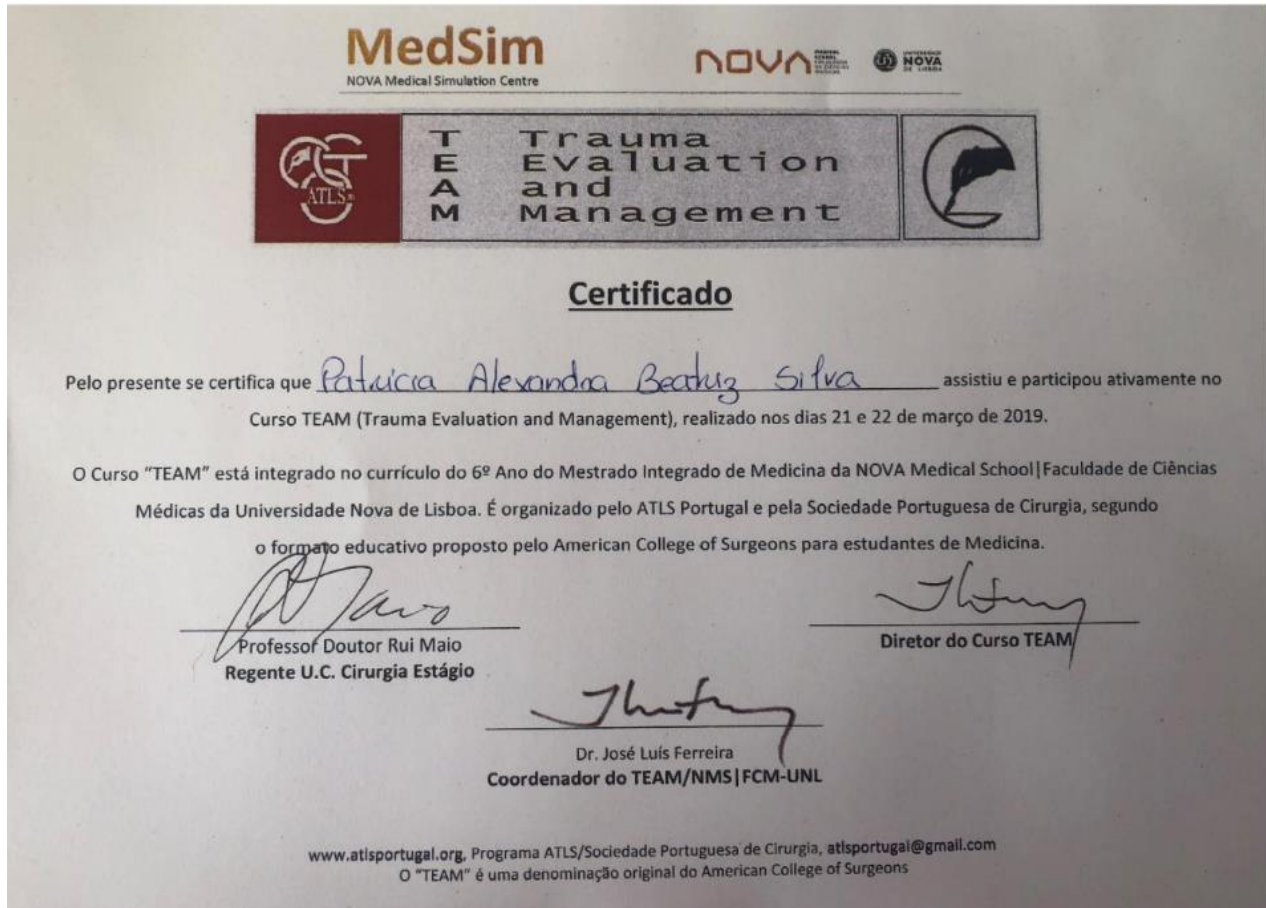 MedSim
NOVA Medical Simulation Centre
NOVA
UNIVERSIDADE NOVA DE LISBOA
ATLS®
TEAM
Trauma
Evaluation
and
Management
Certificado
Pelo presente se certifica que Patrícia Alexandra Beatriz Silva assistiu e participou ativamente no
Curso TEAM (Trauma Evaluation and Management), realizado nos dias 21 e 22 de março de 2019.
O Curso "TEAM" está integrado no currículo do 6º Ano do Mestrado Integrado de Medicina da NOVA Medical School|Faculdade de Ciências
Médicas da Universidade Nova de Lisboa. É organizado pelo ATLS Portugal e pela Sociedade Portuguesa de Cirurgia, segundo
o formato educativo proposto pelo American College of Surgeons para estudantes de Medicina.
Professor Doutor Rui Maio
Regente U.C. Cirurgia Estágio
Diretor do Curso TEAM
Dr. José Luís Ferreira
Coordenador do TEAM/NMS|FCM-UNL
www.atlsportugal.org, Programa ATLS/Sociedade Portuguesa de Cirurgia, atlsportugal@gmail.com
O "TEAM" é uma denominação original do American College of Surgeons